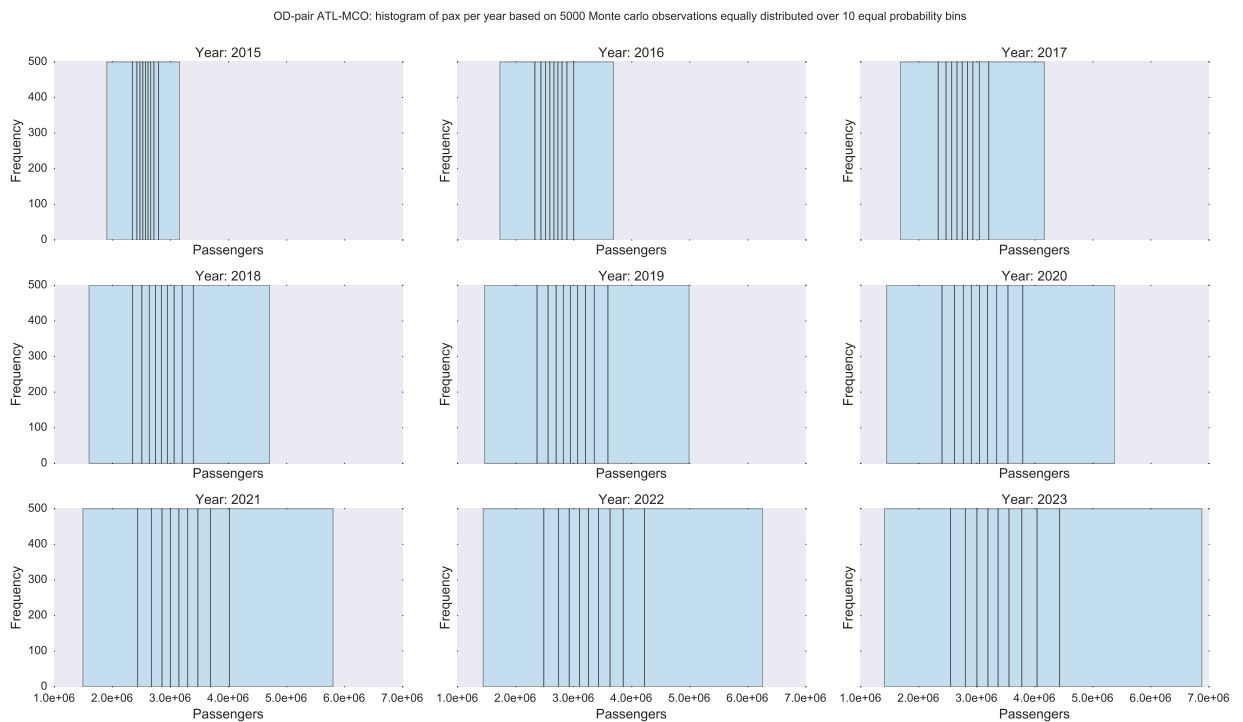 OD-pair ATL-MCO: histogram of pax per year based on 5000 Monte carlo observations equally distributed over 10 equal probability bins
Year: 2015
500
400
300
200
100
0
Frequency
Passengers
Year: 2016
Frequency
Passengers
Year: 2017
Frequency
Passengers
Year: 2018
500
400
300
200
100
0
Frequency
Passengers
Year: 2019
Frequency
Passengers
Year: 2020
Frequency
Passengers
Year: 2021
500
400
300
200
100
0
Frequency
1.0e+06 2.0e+06 3.0e+06 4.0e+06 5.0e+06 6.0e+06 7.0e+06
Passengers
Year: 2022
Frequency
1.0e+06 2.0e+06 3.0e+06 4.0e+06 5.0e+06 6.0e+06 7.0e+06
Passengers
Year: 2023
Frequency
1.0e+06 2.0e+06 3.0e+06 4.0e+06 5.0e+06 6.0e+06 7.0e+06
Passengers